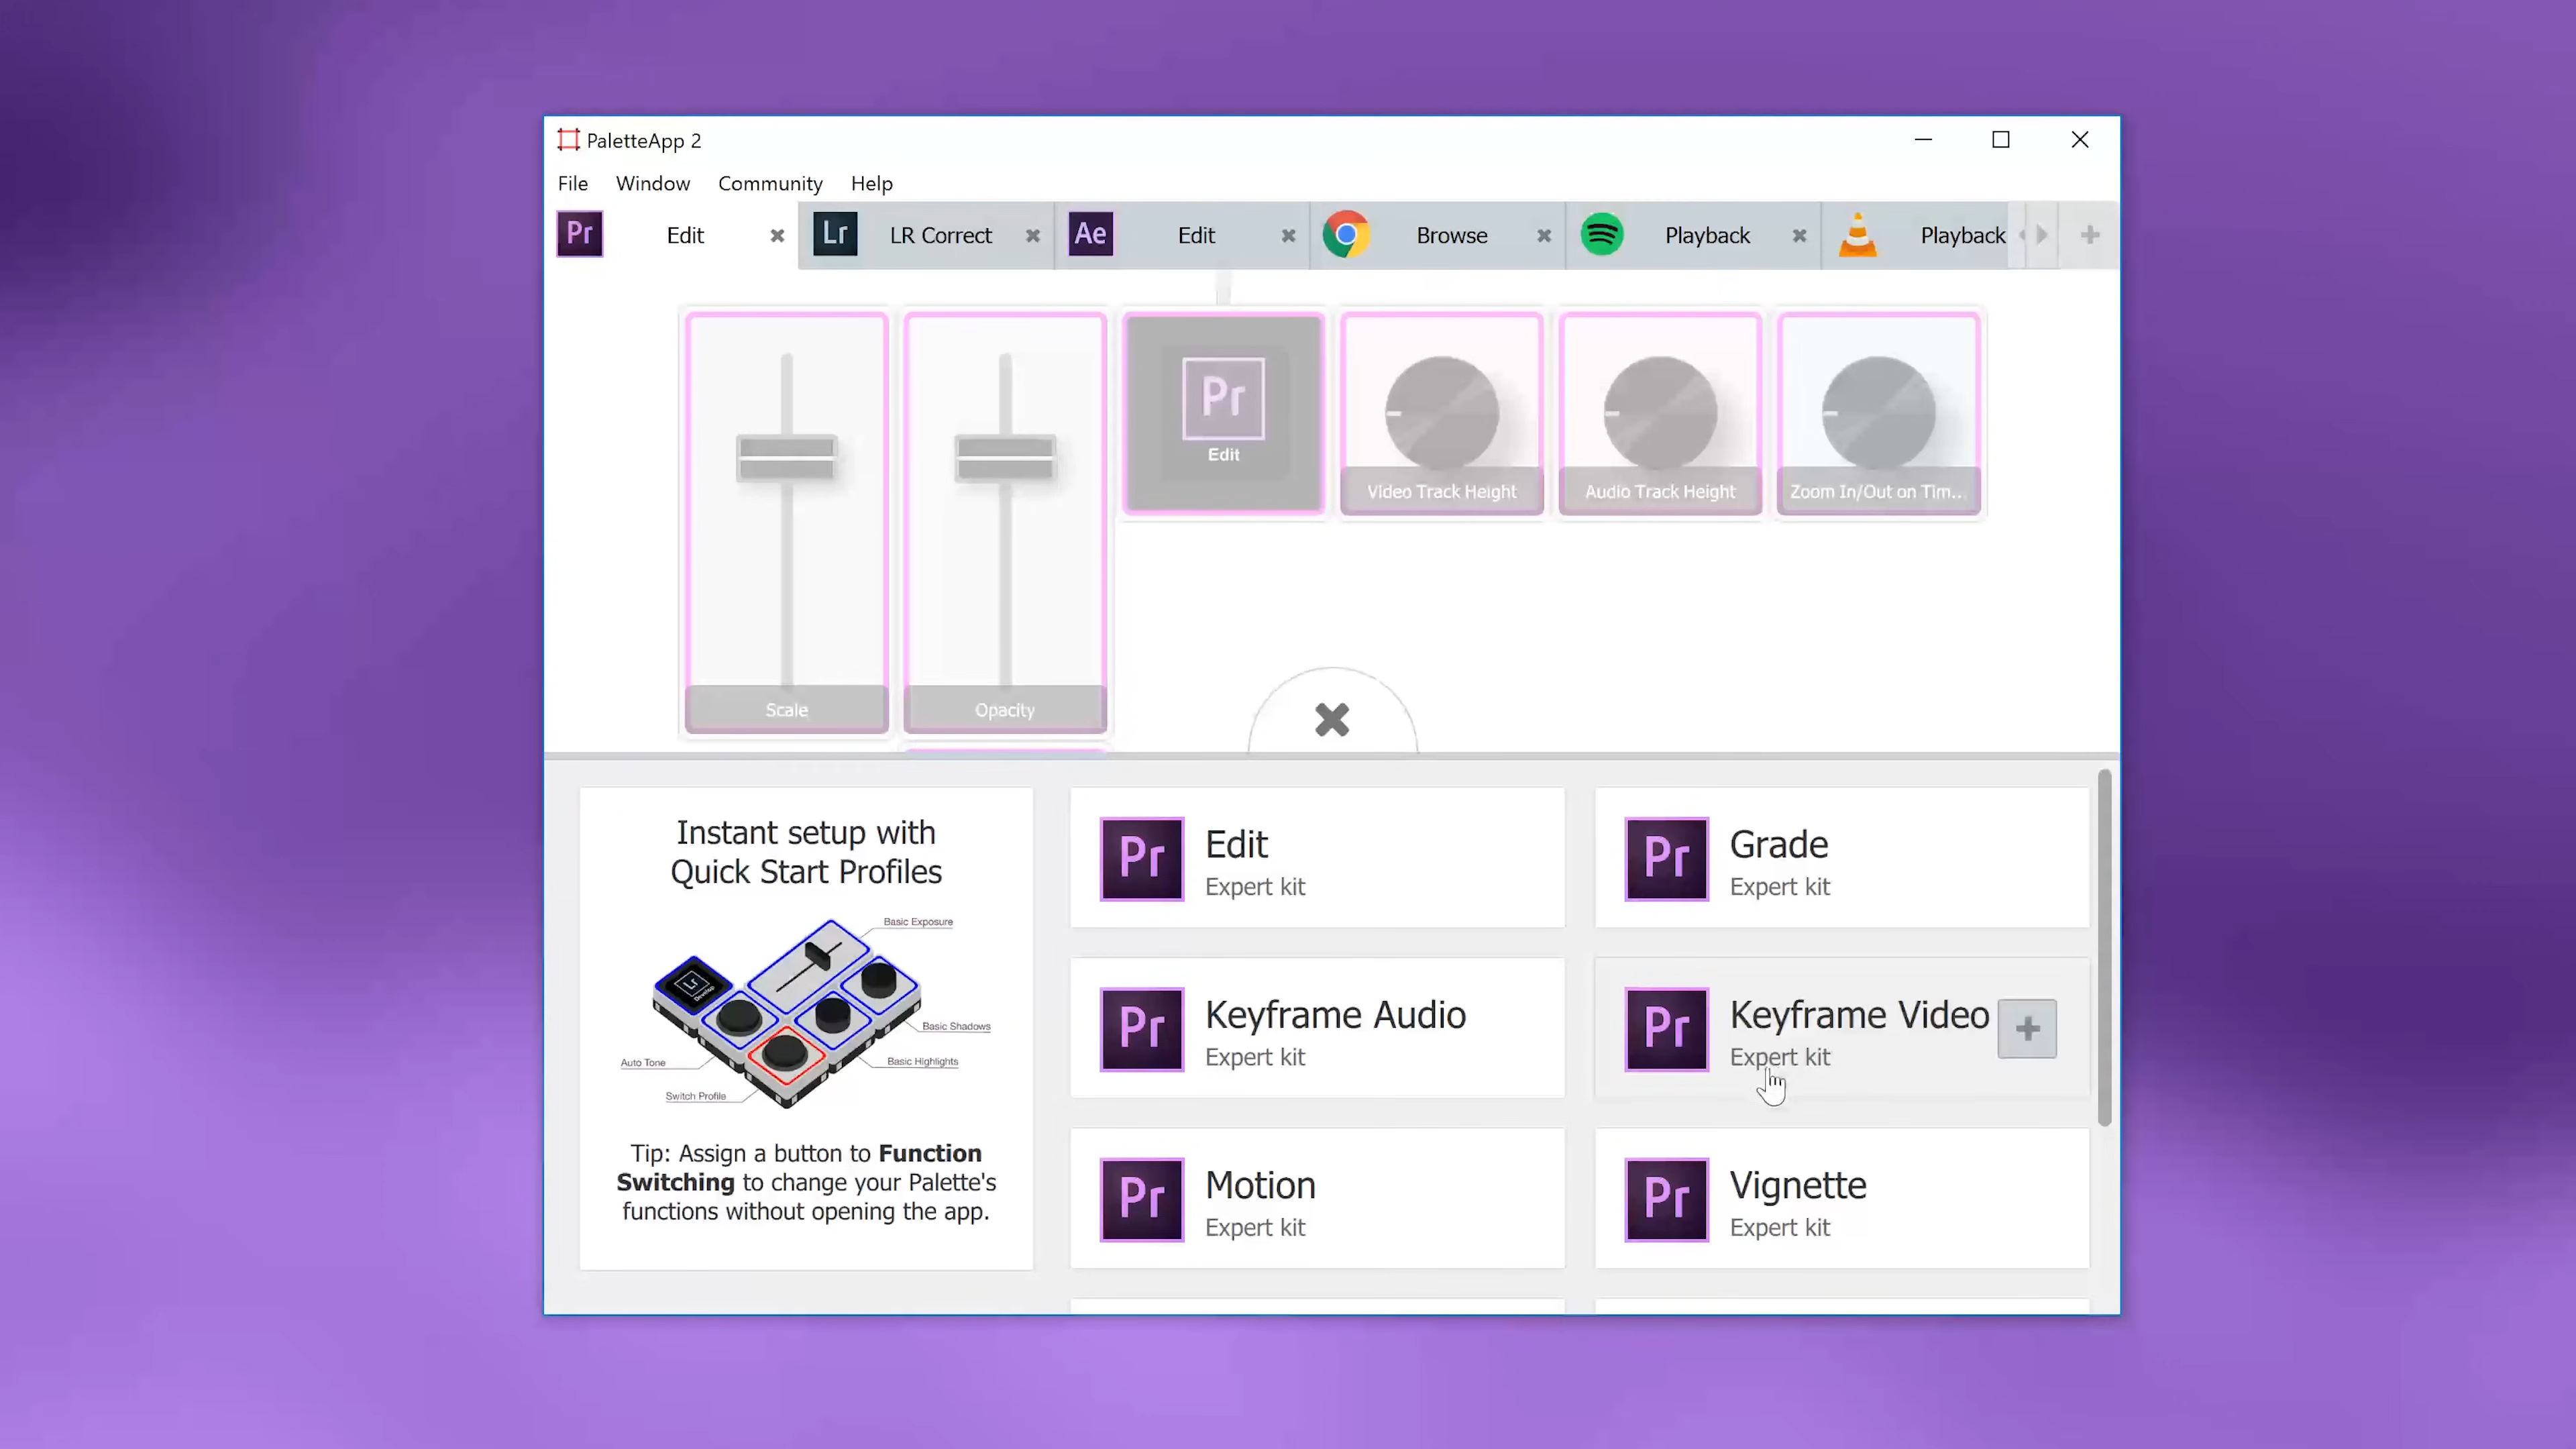 PaletteApp 2
File Window Community Help
Pr Edit
Lr LR Correct
Ae Edit
Browse
Playback
Playback
Scale
Opacity
Pr
Edit
Video Track Height
Audio Track Height
Zoom In/Out on Tim...
Instant setup with
Quick Start Profiles
Basic Exposure
Lr
Develop
Basic Shadows
Auto Tone
Basic Highlights
Switch Profile
Tip: Assign a button to Function
Switching to change your Palette's
functions without opening the app.
Pr Edit
Expert kit
Pr Grade
Expert kit
Pr Keyframe Audio
Expert kit
Pr Keyframe Video
Expert kit
Pr Motion
Expert kit
Pr Vignette
Expert kit